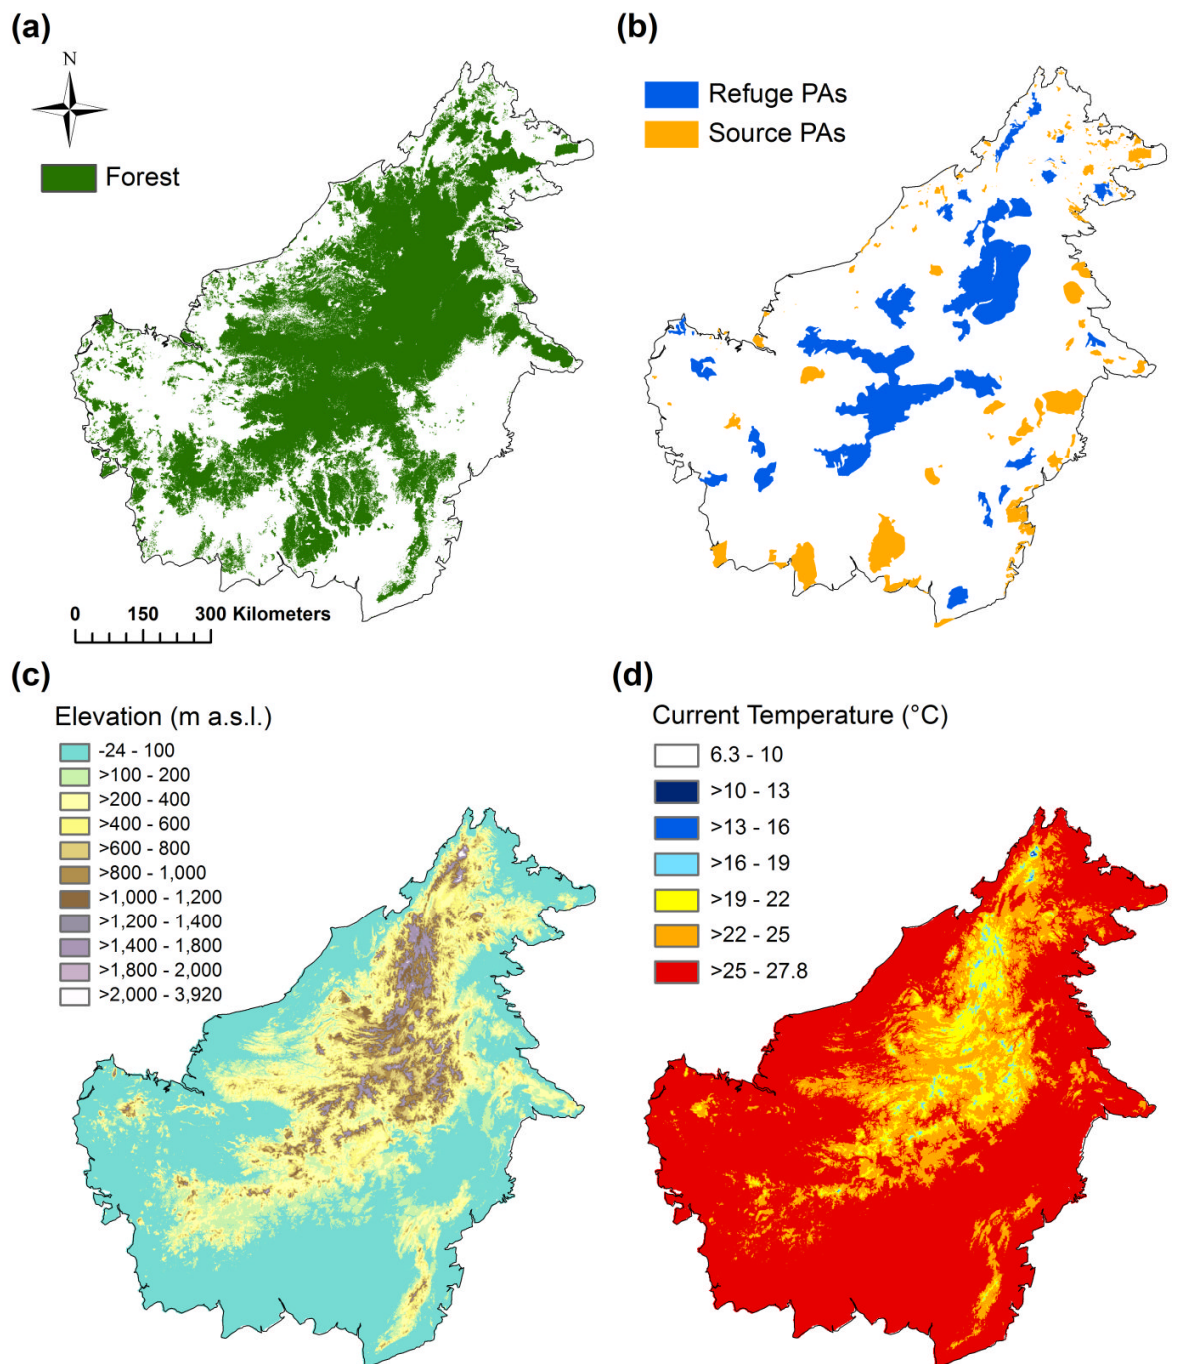 (a)
N
Forest
0 150 300 Kilometers
(b)
Refuge PAs
Source PAs
(c)
Elevation (m a.s.l.)
-24 - 100
>100 - 200
>200 - 400
>400 - 600
>600 - 800
>800 - 1,000
>1,000 - 1,200
>1,200 - 1,400
>1,400 - 1,800
>1,800 - 2,000
>2,000 - 3,920
(d)
Current Temperature (°C)
6.3 - 10
>10 - 13
>13 - 16
>16 - 19
>19 - 22
>22 - 25
>25 - 27.8